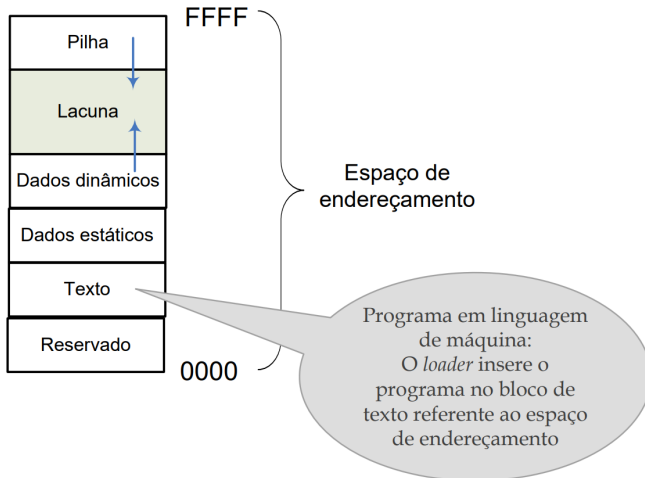 FFFF
Pilha
Lacuna
Dados dinâmicos
Dados estáticos
Texto
Reservado
0000
Espaço de
endereçamento
Programa em linguagem
de máquina:
O loader insere o
programa no bloco de
texto referente ao espaço
de endereçamento